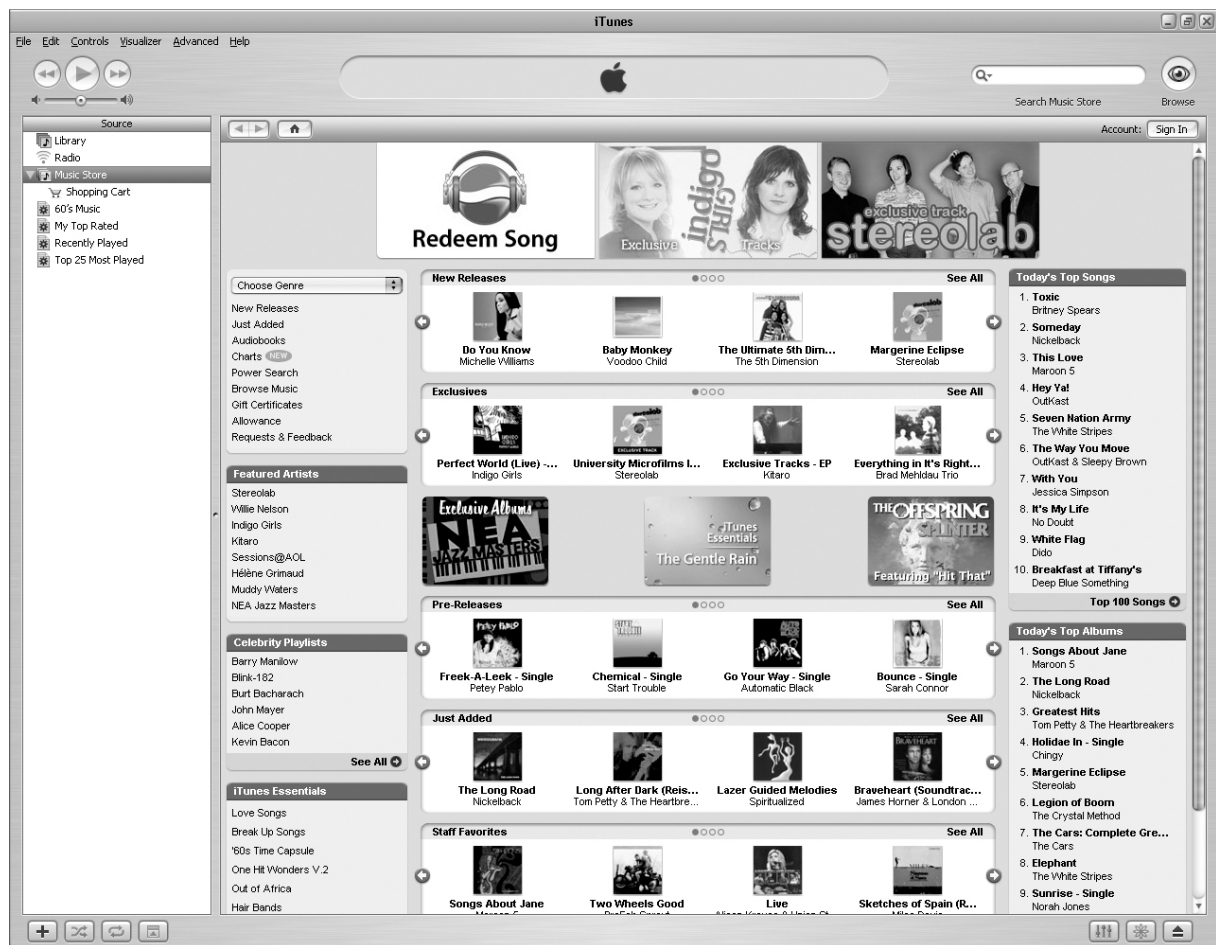 iTunes
File Edit Controls Visualizer Advanced Help
Search Music Store
Browse
Source
Library
Radio
Music Store
Shopping Cart
60's Music
My Top Rated
Recently Played
Top 25 Most Played
Account: Sign In
Redeem Song
indigo GIRLS
Exclusive Tracks
exclusive track
stereolab
Choose Genre
New Releases
Just Added
Audiobooks
Charts NEW
Power Search
Browse Music
Gift Certificates
Allowance
Requests & Feedback
Featured Artists
Stereolab
Willie Nelson
Indigo Girls
Kitaro
Sessions@AOL
Hélène Grimaud
Muddy Waters
NEA Jazz Masters
Celebrity Playlists
Barry Manilow
Blink-182
Burt Bacharach
John Mayer
Alice Cooper
Kevin Bacon
See All
iTunes Essentials
Love Songs
Break Up Songs
'60s Time Capsule
One Hit Wonders V.2
Out of Africa
Hair Bands
New Releases See All
Do You Know
Michelle Williams
Baby Monkey
Voodoo Child
The Ultimate 5th Dim...
The 5th Dimension
Margerine Eclipse
Stereolab
Exclusives See All
Perfect World (Live) -...
Indigo Girls
University Microfilms I...
Stereolab
Exclusive Tracks - EP
Kitaro
Everything in It's Right...
Brad Mehldau Trio
Exclusive Albums
NEA
JAZZ MASTERS
iTunes
Essentials
The Gentle Rain
THE OFFSPRING
SPLINTER
Featuring "Hit That"
Pre-Releases See All
Freek-A-Leek - Single
Petey Pablo
Chemical - Single
Start Trouble
Go Your Way - Single
Automatic Black
Bounce - Single
Sarah Connor
Just Added See All
The Long Road
Nickelback
Long After Dark (Reis...
Tom Petty & The Heartbre...
Lazer Guided Melodies
Spiritualized
Braveheart (Soundtrac...
James Horner & London ...
Staff Favorites See All
Songs About Jane
Two Wheels Good
Live
Sketches of Spain (R...
Today's Top Songs
1. Toxic
Britney Spears
2. Someday
Nickelback
3. This Love
Maroon 5
4. Hey Ya!
OutKast
5. Seven Nation Army
The White Stripes
6. The Way You Move
OutKast & Sleepy Brown
7. With You
Jessica Simpson
8. It's My Life
No Doubt
9. White Flag
Dido
10. Breakfast at Tiffany's
Deep Blue Something
Top 100 Songs
Today's Top Albums
1. Songs About Jane
Maroon 5
2. The Long Road
Nickelback
3. Greatest Hits
Tom Petty & The Heartbreakers
4. Holidae In - Single
Chingy
5. Margerine Eclipse
Stereolab
6. Legion of Boom
The Crystal Method
7. The Cars: Complete Gre...
The Cars
8. Elephant
The White Stripes
9. Sunrise - Single
Norah Jones